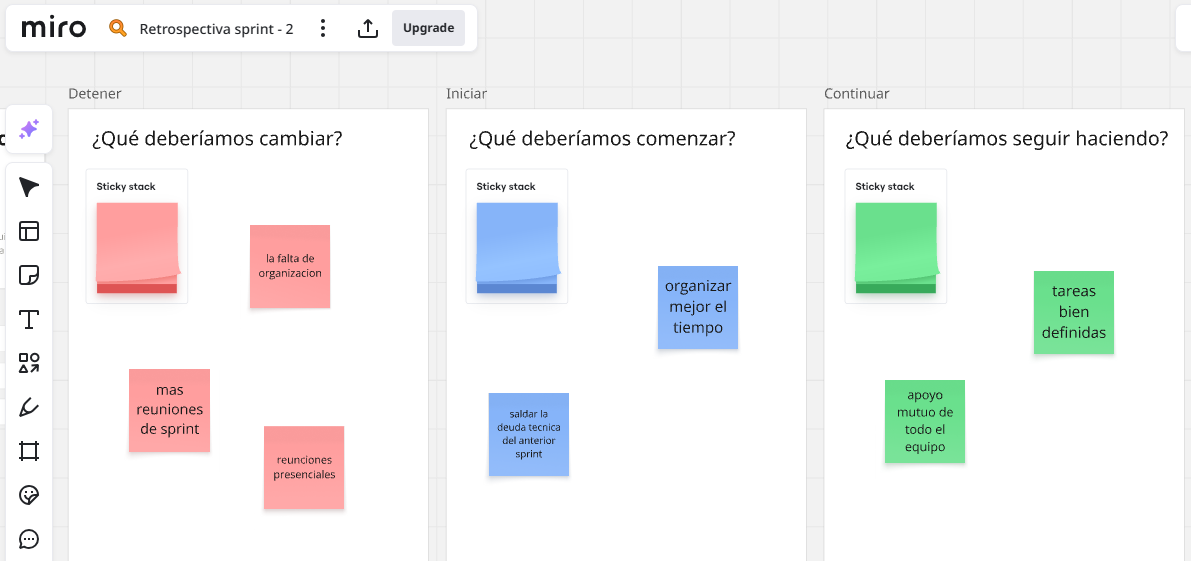 miro
Retrospectiva sprint - 2
Upgrade
Detener
Iniciar
Continuar
¿Qué deberíamos cambiar?
¿Qué deberíamos comenzar?
¿Qué deberíamos seguir haciendo?
Sticky stack
Sticky stack
Sticky stack
la falta de
organizacion
mas
reuniones
de sprint
reunciones
presenciales
organizar
mejor el
tiempo
saldar la
deuda tecnica
del anterior
sprint
tareas
bien
definidas
apoyo
mutuo de
todo el
equipo